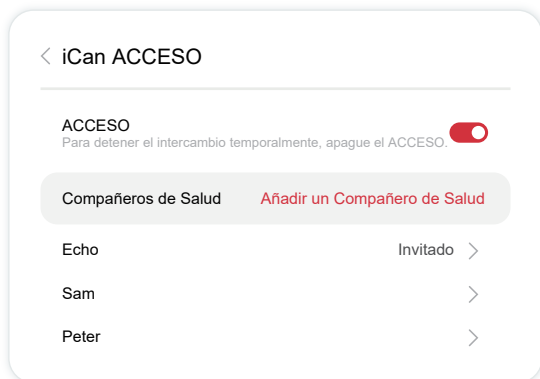 iCan ACCESO
ACCESO
Para detener el intercambio temporalmente, apague el ACCESO.
Compañeros de Salud Añadir un Compañero de Salud
Echo Invitado
Sam
Peter